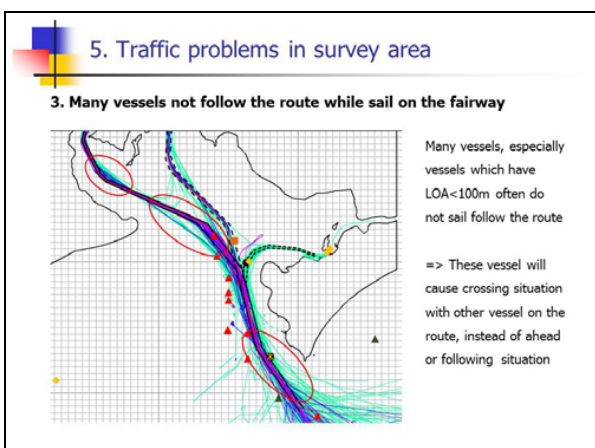 5. Traffic problems in survey area
3. Many vessels not follow the route while sail on the fairway
Many vessels, especially
vessels which have
LOA<100m often do
not sail follow the route
=> These vessel will
cause crossing situation
with other vessel on the
route, instead of ahead
or following situation